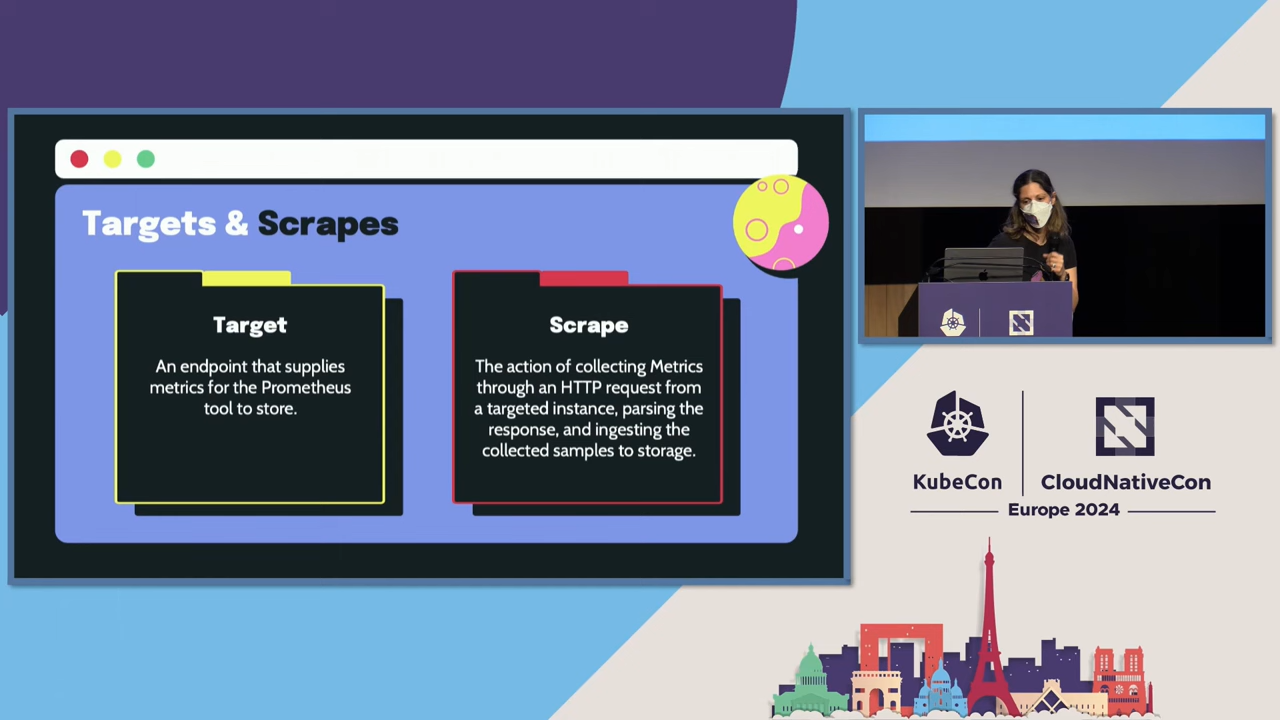 Targets & Scrapes
Target
An endpoint that supplies
metrics for the Prometheus
tool to store.
Scrape
The action of collecting Metrics
through an HTTP request from
a targeted instance, parsing the
response, and ingesting the
collected samples to storage.
KubeCon
CloudNativeCon
Europe 2024